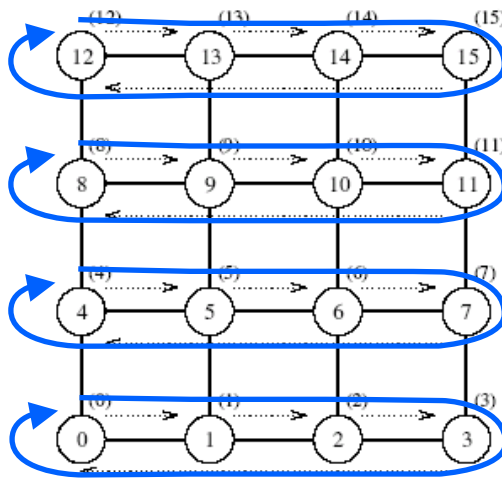 (12) (13) (14) (15)
12 13 14 15
(8) (9) (10) (11)
8 9 10 11
(4) (5) (6) (7)
4 5 6 7
(0) (1) (2) (3)
0 1 2 3